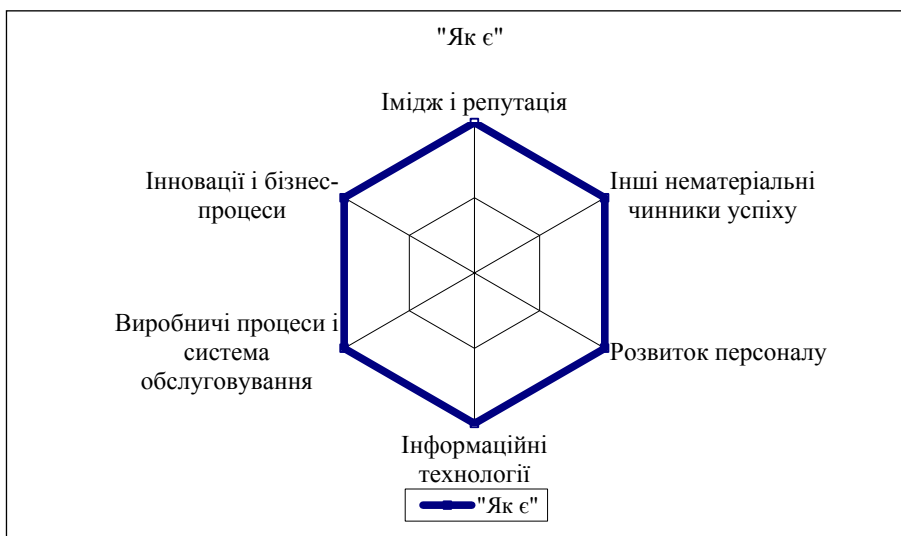 "Як є"
Імідж і репутація
Інновації і бізнес-
процеси
Інші нематеріальні
чинники успіху
Виробничі процеси і
система
обслуговування
Розвиток персоналу
Інформаційні
технології
"Як є"